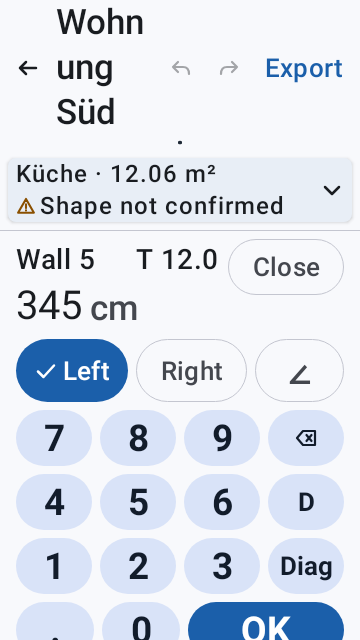 Wohn
ung
Süd
Export
Küche · 12.06 m²
Shape not confirmed
Wall 5 T 12.0 Close
345 cm
Left Right
7 8 9
4 5 6 D
1 2 3 Diag
. 0 OK